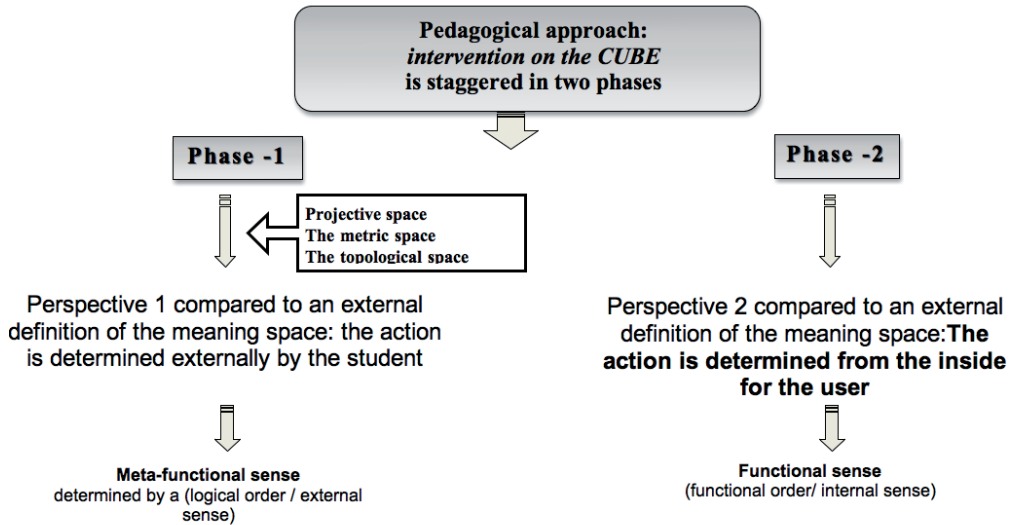 Pedagogical approach:
intervention on the CUBE
is staggered in two phases
Phase -1
Phase -2
Projective space
The metric space
The topological space
Perspective 1 compared to an external
definition of the meaning space: the action
is determined externally by the student
Perspective 2 compared to an external
definition of the meaning space:The
action is determined from the inside
for the user
Meta-functional sense
determined by a (logical order / external
sense)
Functional sense
(functional order/ internal sense)